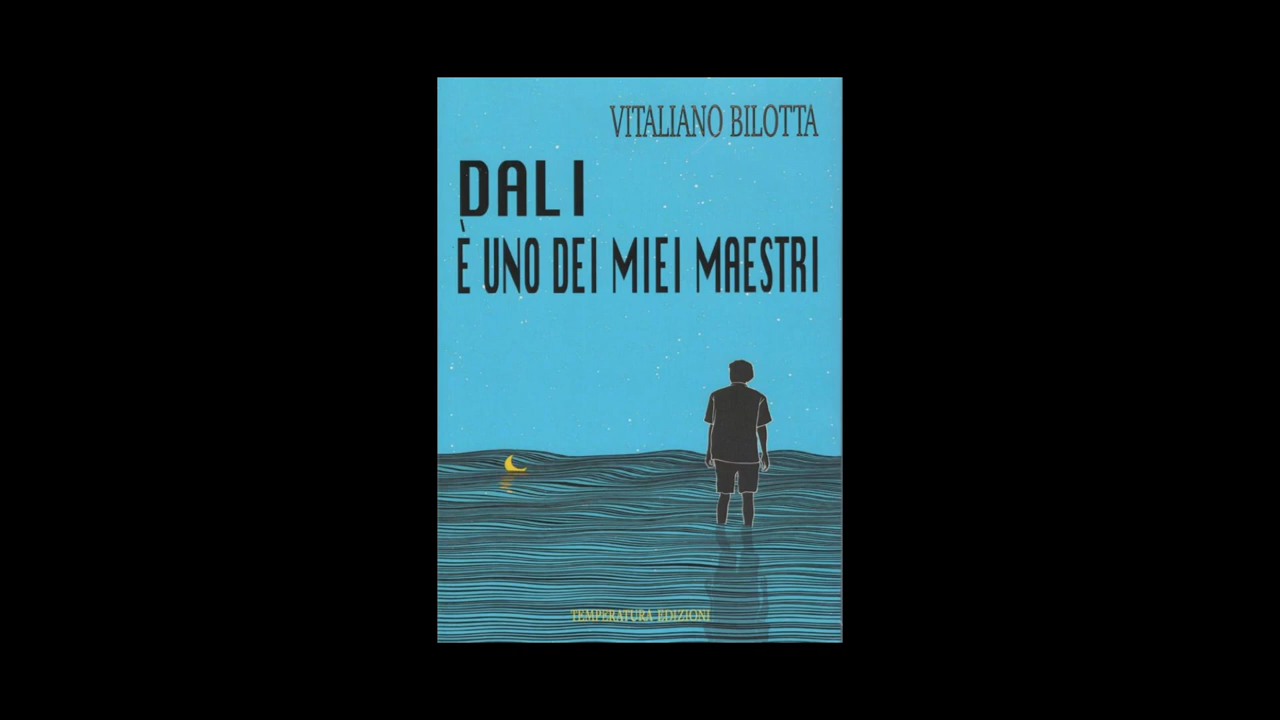 VITALIANO BILOTTA
DALI
È UNO DEI MIEI MAESTRI
TEMPERATURA EDIZIONI